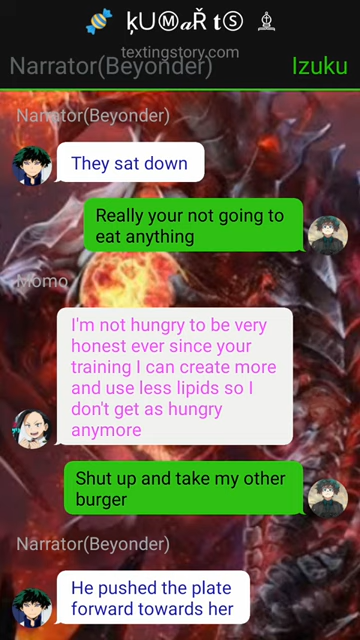 🍬 ķU🅜𝒶Ř 𝐭Ⓢ ♗
textingstory.com
Narrator(Beyonder) Izuku
Narrator(Beyonder)
They sat down
Really your not going to
eat anything
Momo
I'm not hungry to be very
honest ever since your
training I can create more
and use less lipids so I
don't get as hungry
anymore
Shut up and take my other
burger
Narrator(Beyonder)
He pushed the plate
forward towards her